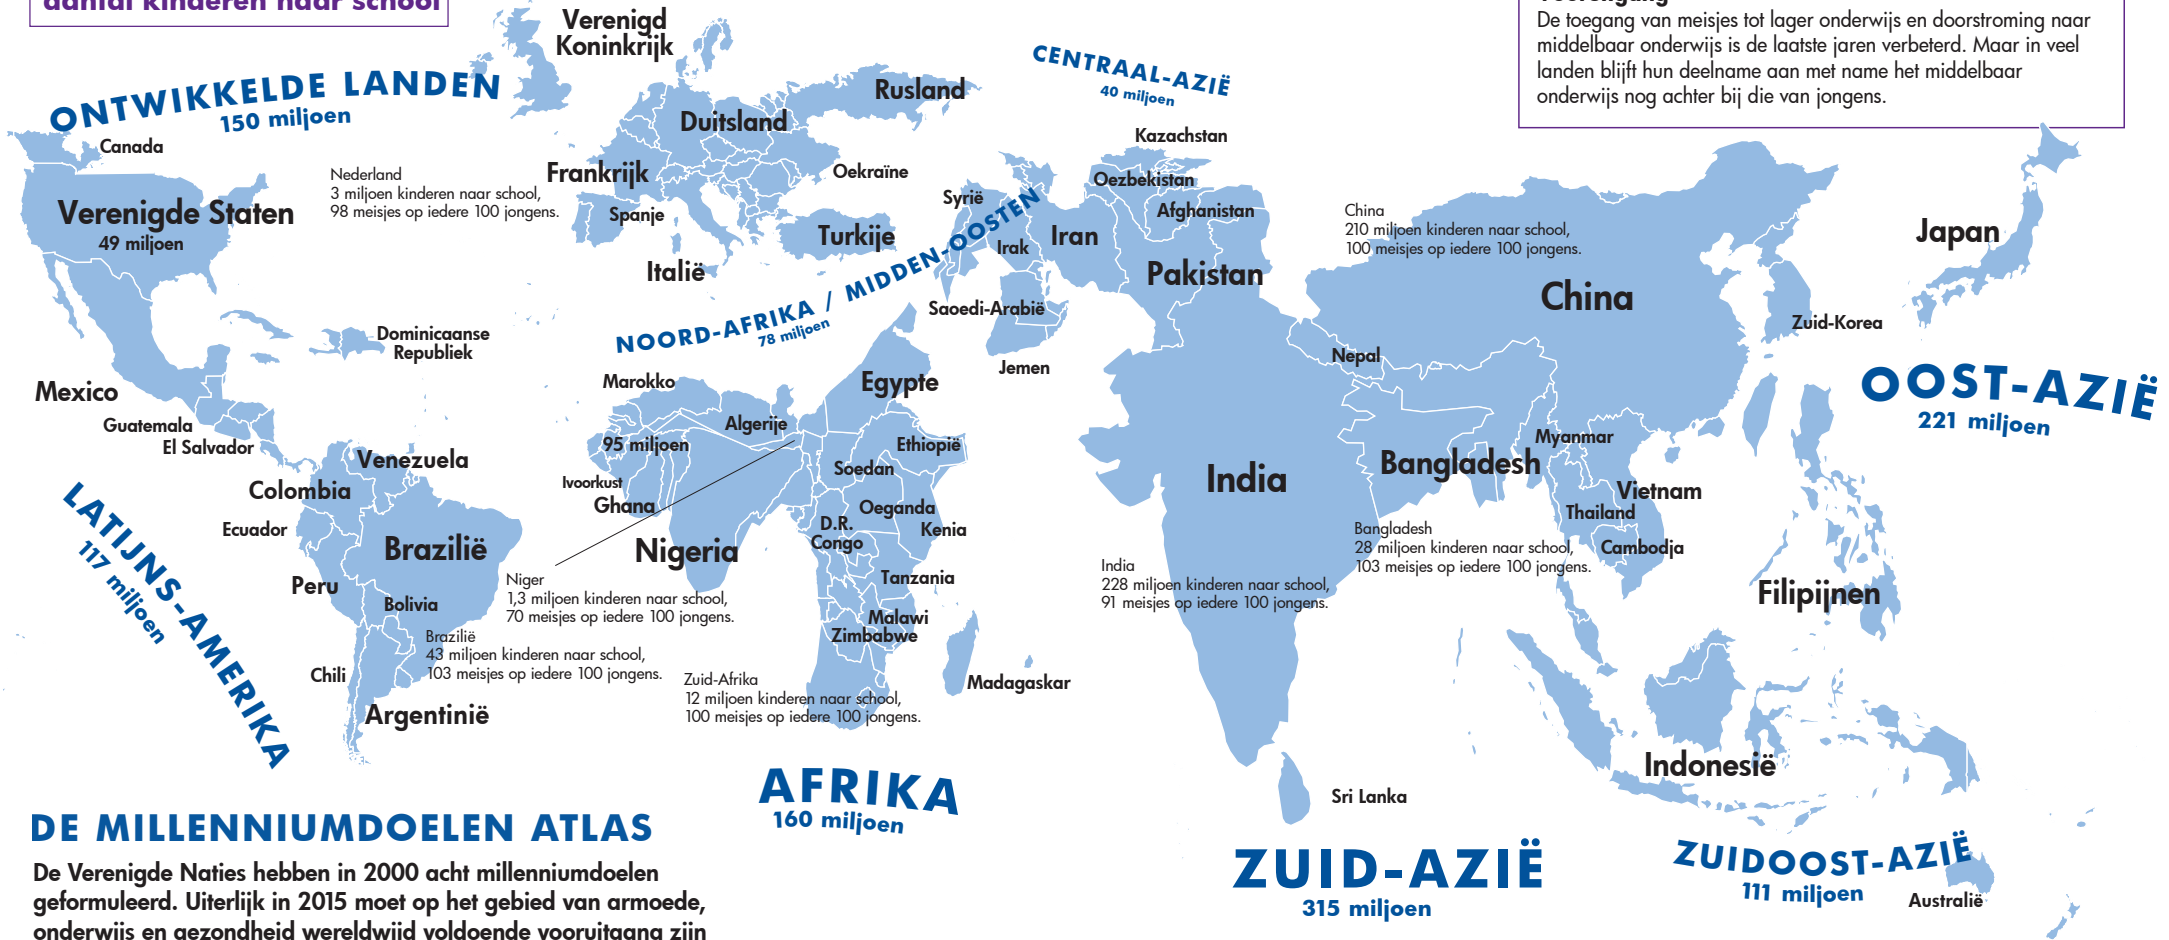 aantal kinderen naar school
Voortgang
De toegang van meisjes tot lager onderwijs en doorstroming naar
middelbaar onderwijs is de laatste jaren verbeterd. Maar in veel
landen blijft hun deelname aan met name het middelbaar
onderwijs nog achter bij die van jongens.
ONTWIKKELDE LANDEN
150 miljoen
Canada
Verenigde Staten
49 miljoen
Nederland
3 miljoen kinderen naar school,
98 meisjes op iedere 100 jongens.
Verenigd
Koninkrijk
Duitsland
Rusland
Frankrijk
Oekraïne
Spanje
Italië
Turkije
CENTRAAL-AZIË
40 miljoen
Kazachstan
Oezbekistan
Afghanistan
Pakistan
NOORD-AFRIKA / MIDDEN-OOSTEN
78 miljoen
Syrië
Irak
Iran
Saoedi-Arabië
Jemen
Marokko
Algerije
Egypte
China
210 miljoen kinderen naar school,
100 meisjes op iedere 100 jongens.
China
Japan
Zuid-Korea
OOST-AZIË
221 miljoen
Dominicaanse
Republiek
Mexico
Guatemala
El Salvador
Venezuela
Colombia
Ecuador
Brazilië
Peru
Bolivia
Brazilië
43 miljoen kinderen naar school,
103 meisjes op iedere 100 jongens.
Chili
Argentinië
LATIJNS-AMERIKA
117 miljoen
95 miljoen
Ivoorkust
Ghana
Nigeria
Niger
1,3 miljoen kinderen naar school,
70 meisjes op iedere 100 jongens.
Ethiopië
Soedan
Oeganda
D.R.
Congo
Kenia
Tanzania
Malawi
Zimbabwe
Zuid-Afrika
12 miljoen kinderen naar school,
100 meisjes op iedere 100 jongens.
Madagaskar
AFRIKA
160 miljoen
Nepal
India
India
228 miljoen kinderen naar school,
91 meisjes op iedere 100 jongens.
Bangladesh
Bangladesh
28 miljoen kinderen naar school,
103 meisjes op iedere 100 jongens.
Sri Lanka
ZUID-AZIË
315 miljoen
Myanmar
Vietnam
Thailand
Cambodja
Filipijnen
Indonesië
ZUIDOOST-AZIË
111 miljoen
Australië
DE MILLENNIUMDOELEN ATLAS
De Verenigde Naties hebben in 2000 acht millenniumdoelen
geformuleerd. Uiterlijk in 2015 moet op het gebied van armoede,
onderwijs en gezondheid wereldwijd voldoende vooruitgang zijn